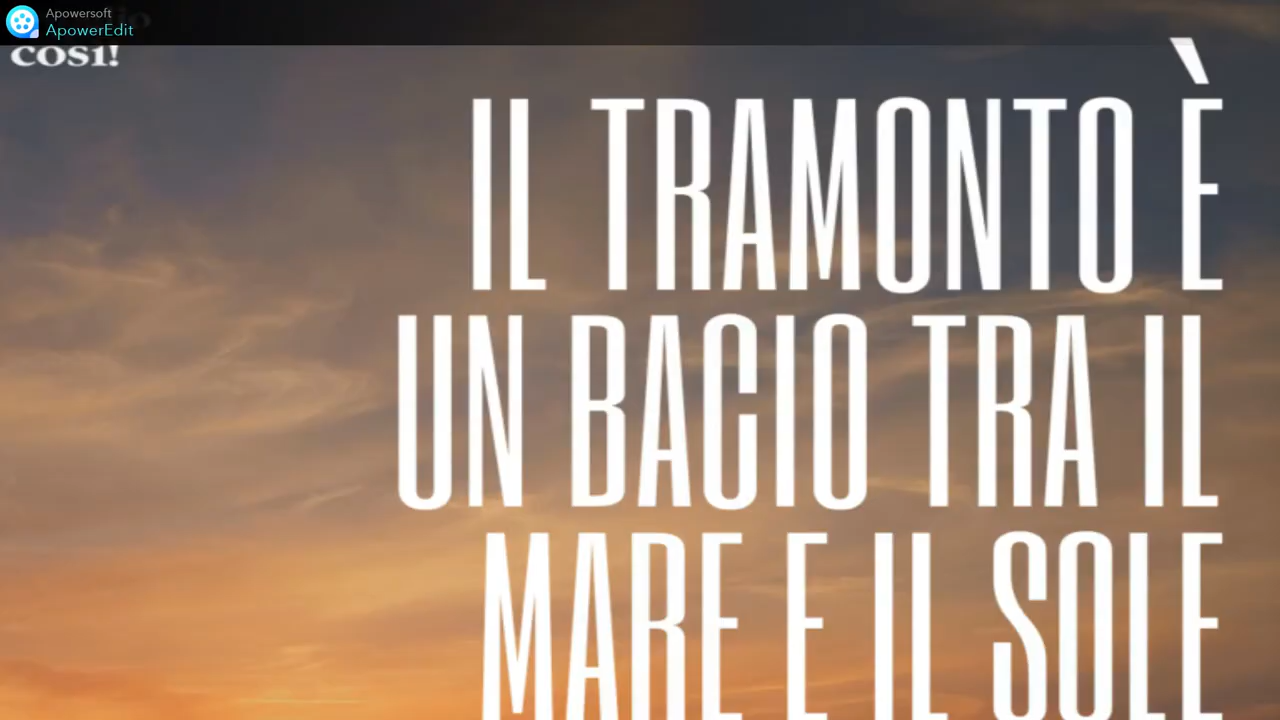 Apowersoft
ApowerEdit
così!
IL TRAMONTO È
UN BACIO TRA IL
MARE E IL SOLE